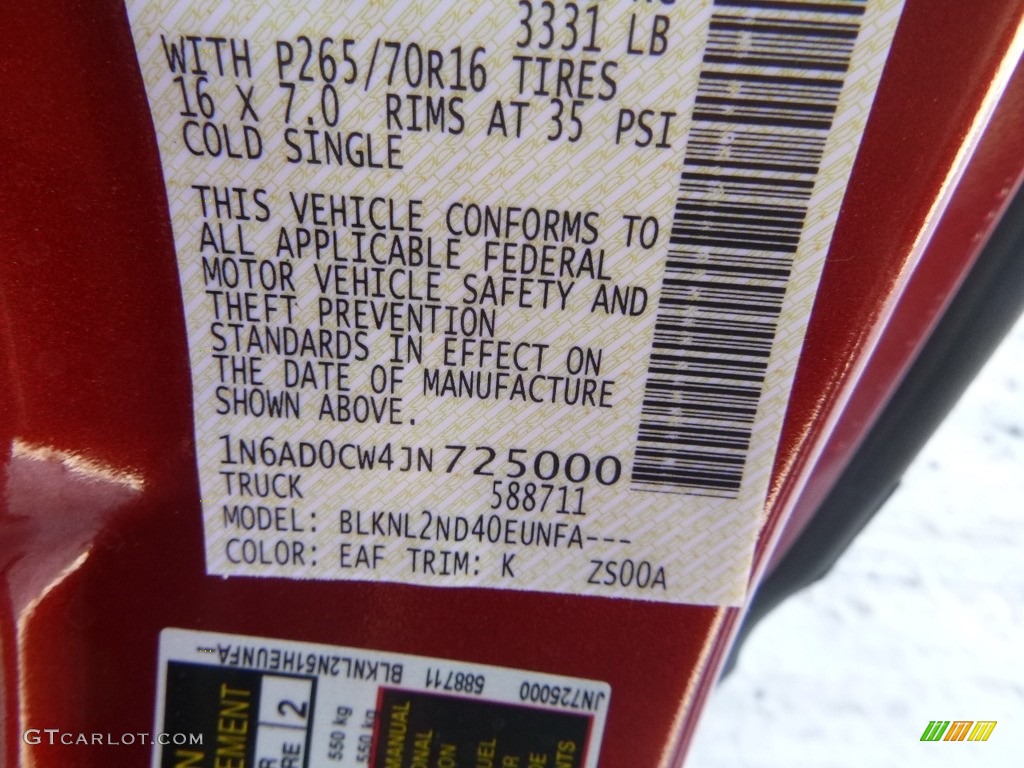 3331 LB
WITH P265/70R16 TIRES
16 X 7.0 RIMS AT 35 PSI
COLD SINGLE
THIS VEHICLE CONFORMS TO
ALL APPLICABLE FEDERAL
MOTOR VEHICLE SAFETY AND
THEFT PREVENTION
STANDARDS IN EFFECT ON
THE DATE OF MANUFACTURE
SHOWN ABOVE.
1N6AD0CW4JN725000
TRUCK 588711
MODEL: BLKNL2ND40EUNFA---
COLOR: EAF TRIM: K ZS00A
JN725000 588711 BLKNL2N51HEUNFA--
2
550 kg
550 kg
MANUAL
GTCARLOT.COM